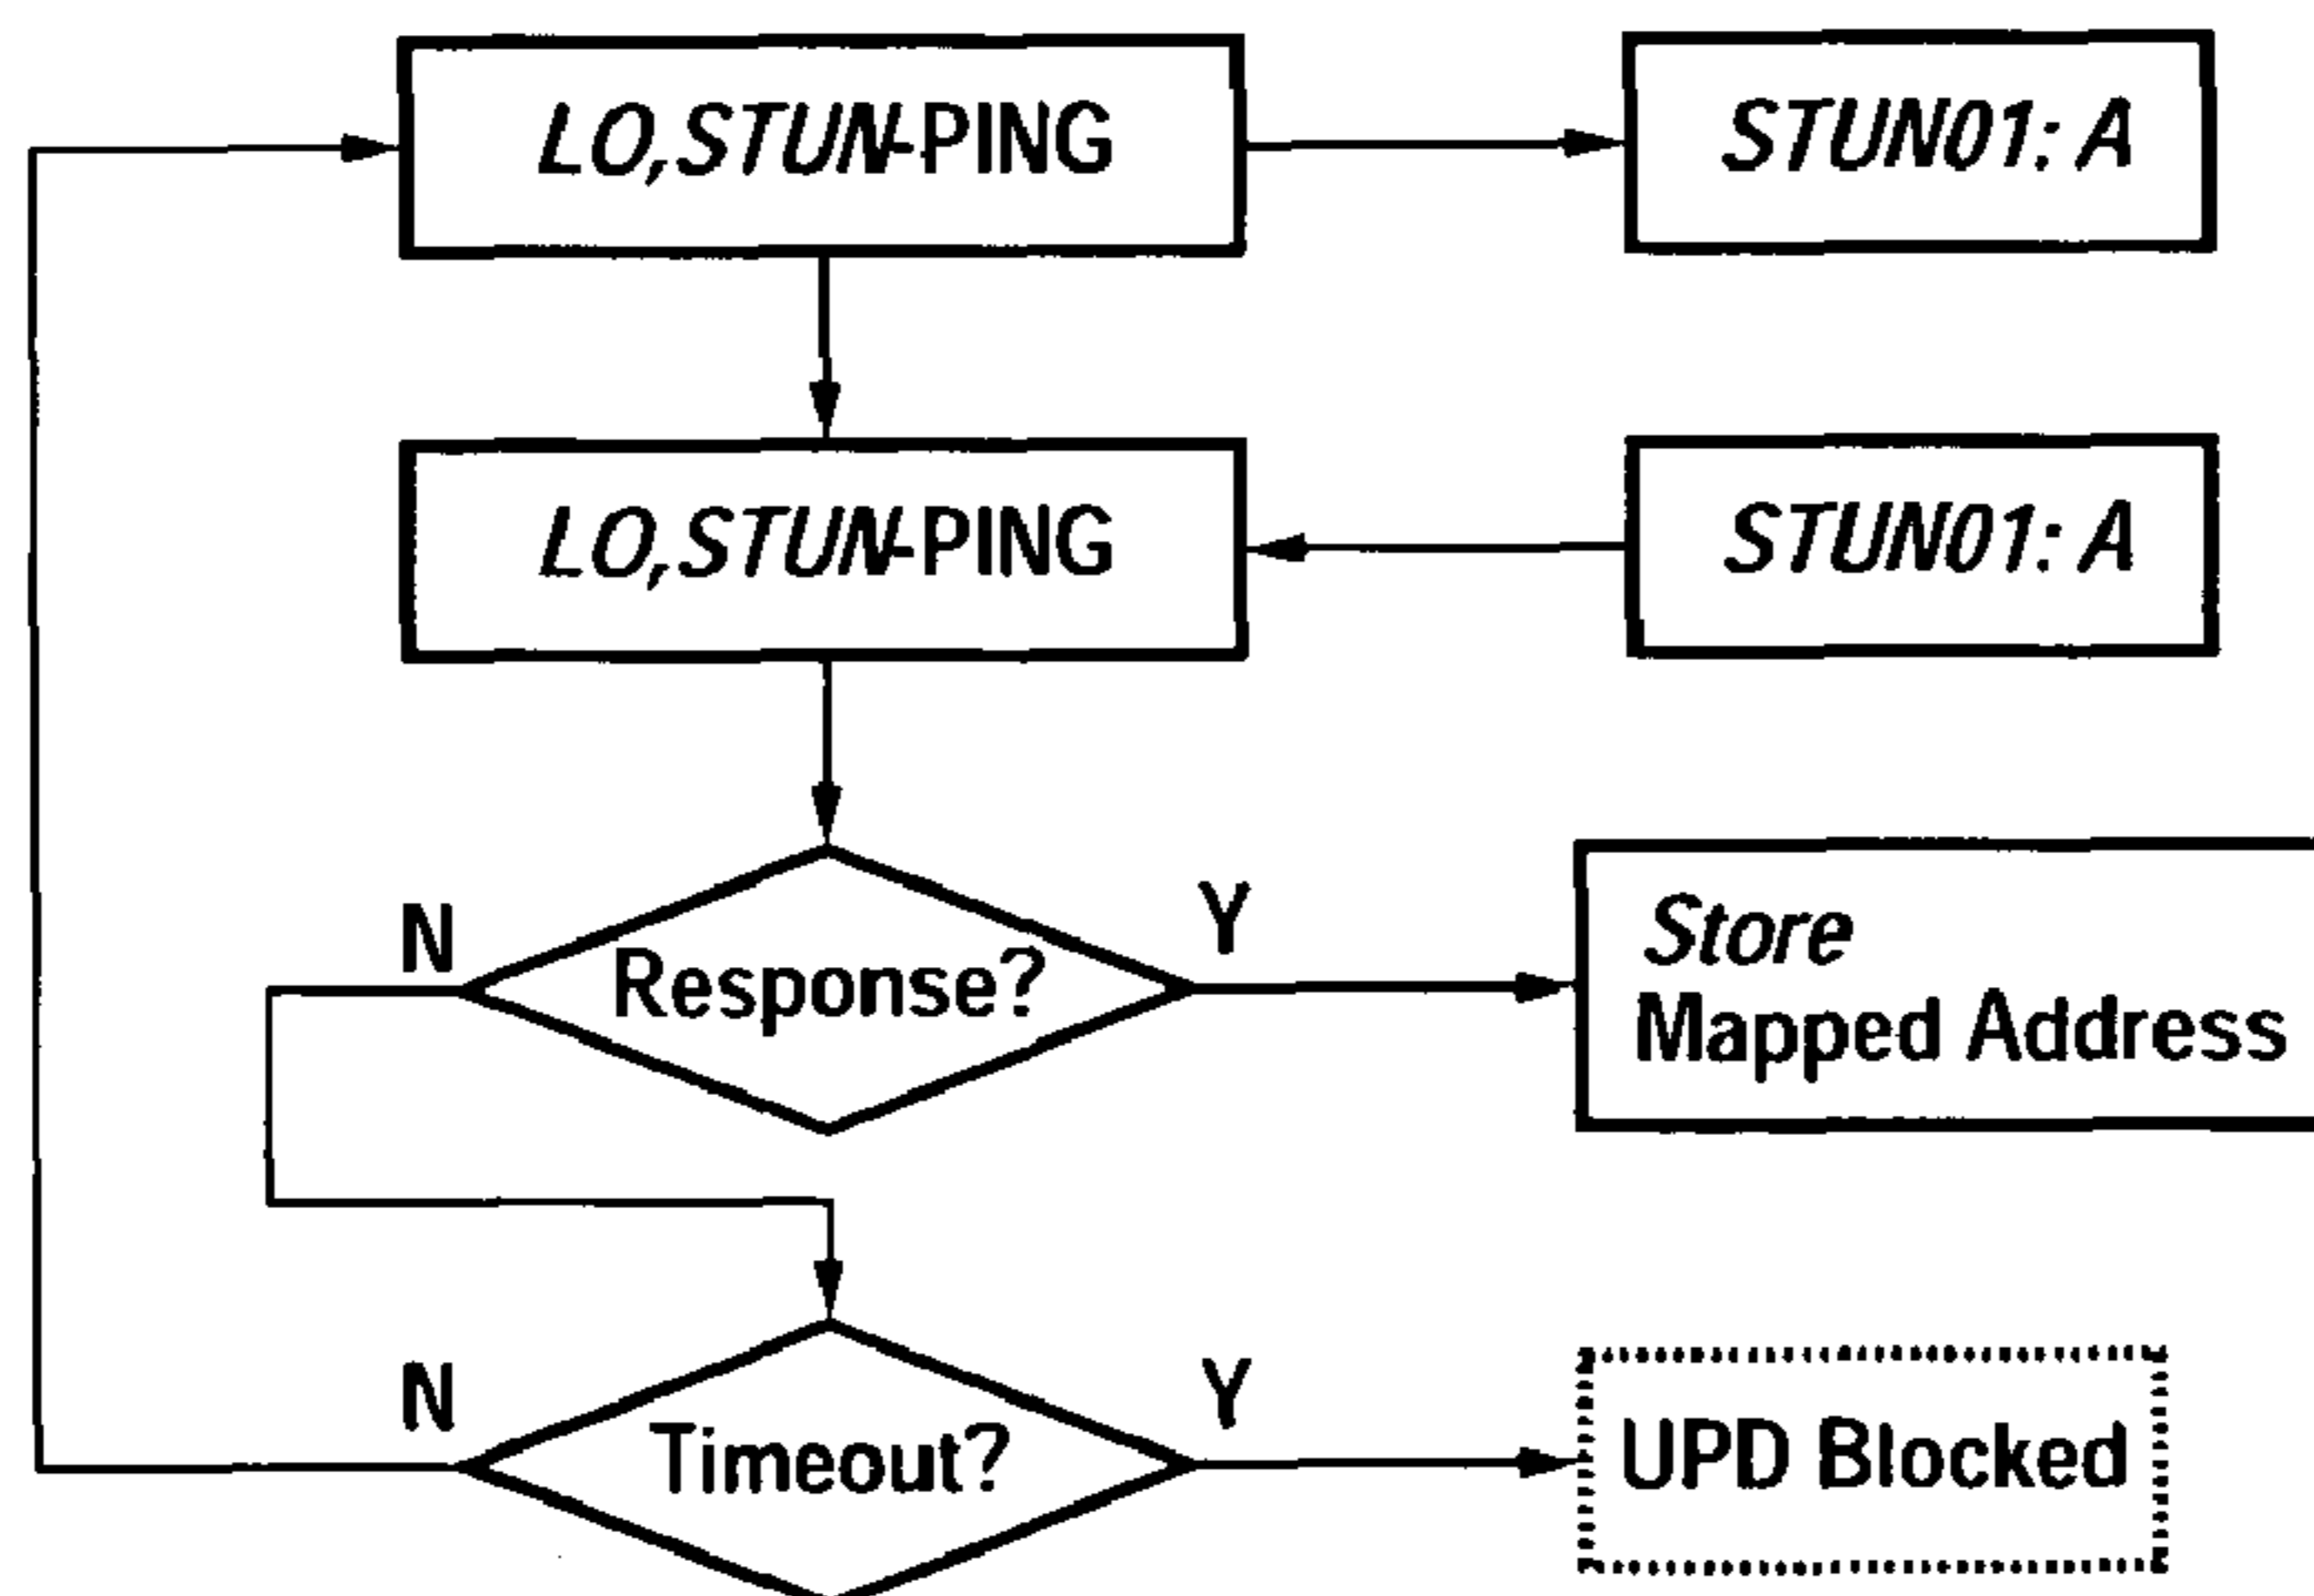 LO,STUN-PING
STUN01: A
LO,STUN-PING
STUN01: A
N
Response?
Y
Store
Mapped Address
N
Timeout?
Y
UPD Blocked